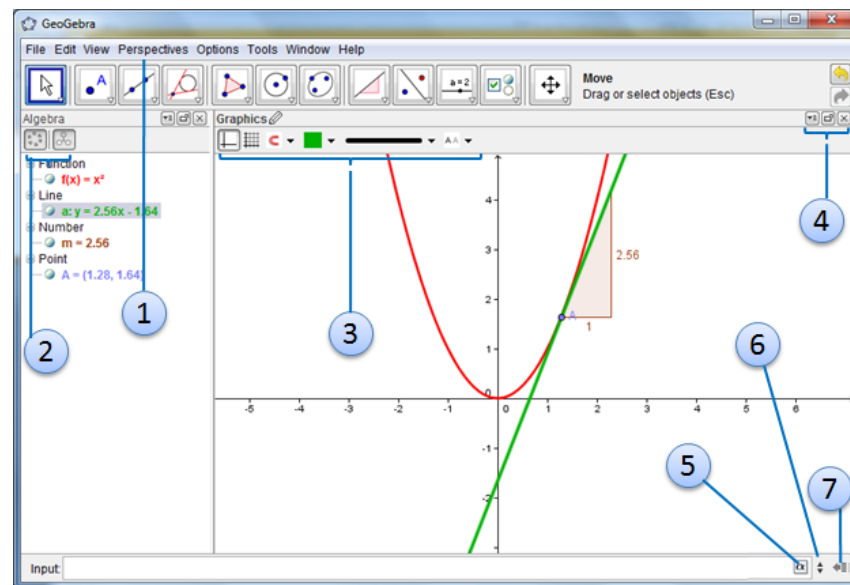 GeoGebra
File Edit View Perspectives Options Tools Window Help
A
a=2
Move
Drag or select objects (Esc)
Algebra
Graphics
AA
Function
f(x) = x²
Line
a: y = 2.56x - 1.64
Number
m = 2.56
Point
A = (1.28, 1.64)
1
2
3
4
5
6
7
4
3
2
1
0
-1
-2
-5 -4 -3 -2 -1 0 1 2 3 4 5 6
2.56
A
1
Input: